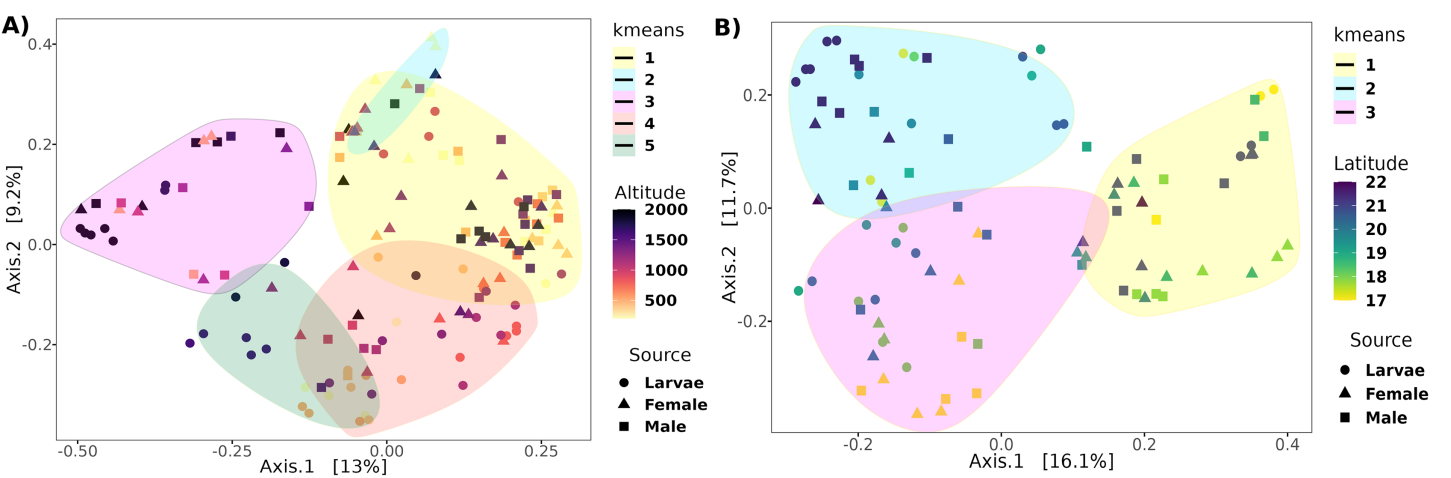 A)
Axis.2 [9.2%]
0.4
0.2
0.0
-0.2
-0.50
-0.25
0.00
0.25
Axis.1 [13%]
kmeans
1
2
3
4
5
Altitude
2000
1500
1000
500
Source
Larvae
Female
Male
B)
Axis.2 [11.7%]
0.2
0.0
-0.2
-0.2
0.0
0.2
0.4
Axis.1 [16.1%]
kmeans
1
2
3
Latitude
22
21
20
19
18
17
Source
Larvae
Female
Male